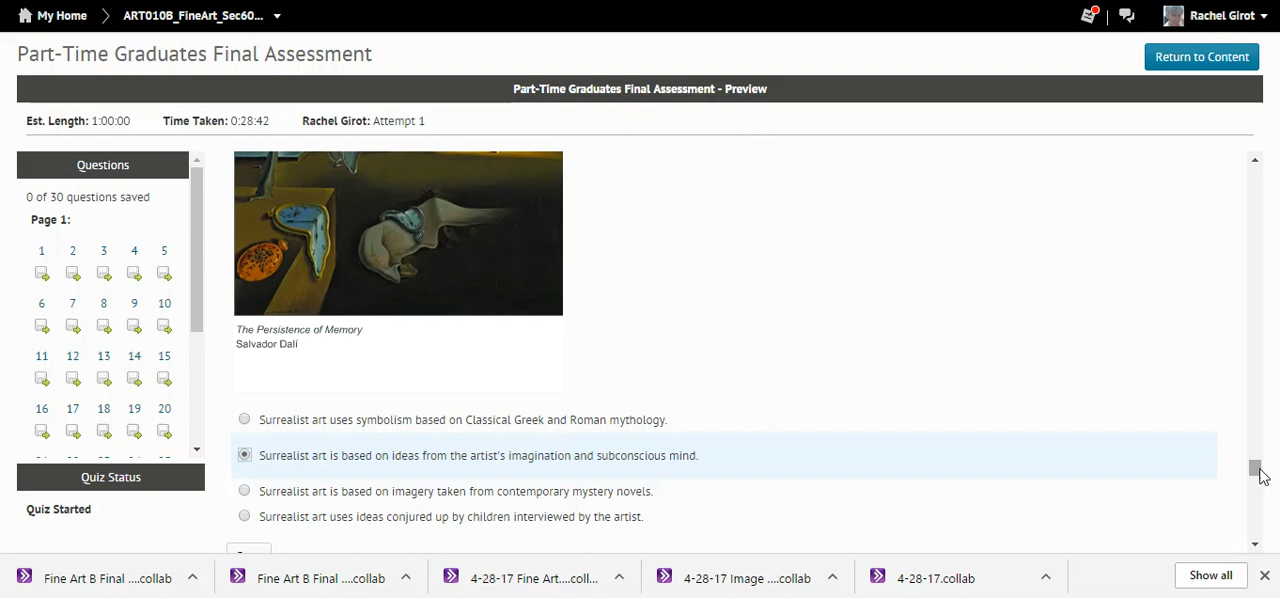 My Home
ART010B_FineArt_Sec60...
Rachel Girot
Part-Time Graduates Final Assessment
Return to Content
Part-Time Graduates Final Assessment - Preview
Est. Length: 1:00:00 Time Taken: 0:28:42 Rachel Girot: Attempt 1
Questions
0 of 30 questions saved
Page 1:
1 2 3 4 5
6 7 8 9 10
11 12 13 14 15
16 17 18 19 20
Quiz Status
Quiz Started
The Persistence of Memory
Salvador Dalí
Surrealist art uses symbolism based on Classical Greek and Roman mythology.
Surrealist art is based on ideas from the artist's imagination and subconscious mind.
Surrealist art is based on imagery taken from contemporary mystery novels.
Surrealist art uses ideas conjured up by children interviewed by the artist.
Fine Art B Final ....collab
Fine Art B Final ....collab
4-28-17 Fine Art....coll...
4-28-17 Image ....collab
4-28-17.collab
Show all